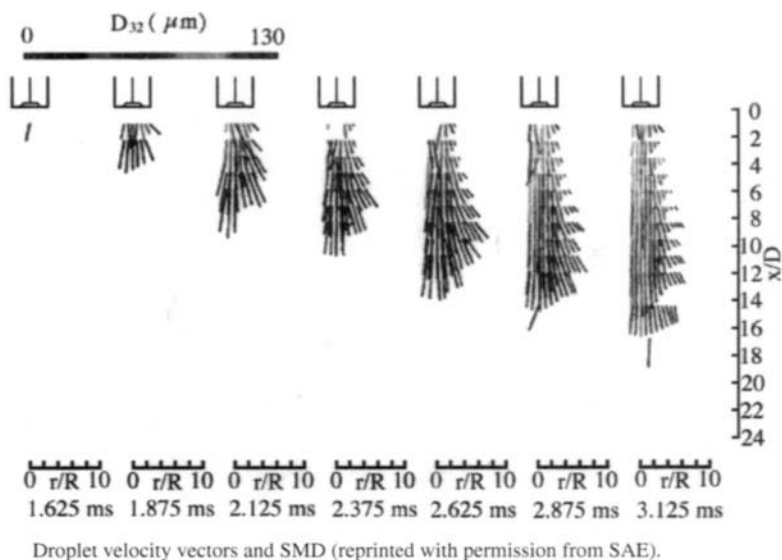 D32 ( μm)
0 130
0
2
4
6
8
10
12
14
16
18
20
22
24
x/D
0 r/R 10 0 r/R 10 0 r/R 10 0 r/R 10 0 r/R 10 0 r/R 10 0 r/R 10
1.625 ms 1.875 ms 2.125 ms 2.375 ms 2.625 ms 2.875 ms 3.125 ms
Droplet velocity vectors and SMD (reprinted with permission from SAE).